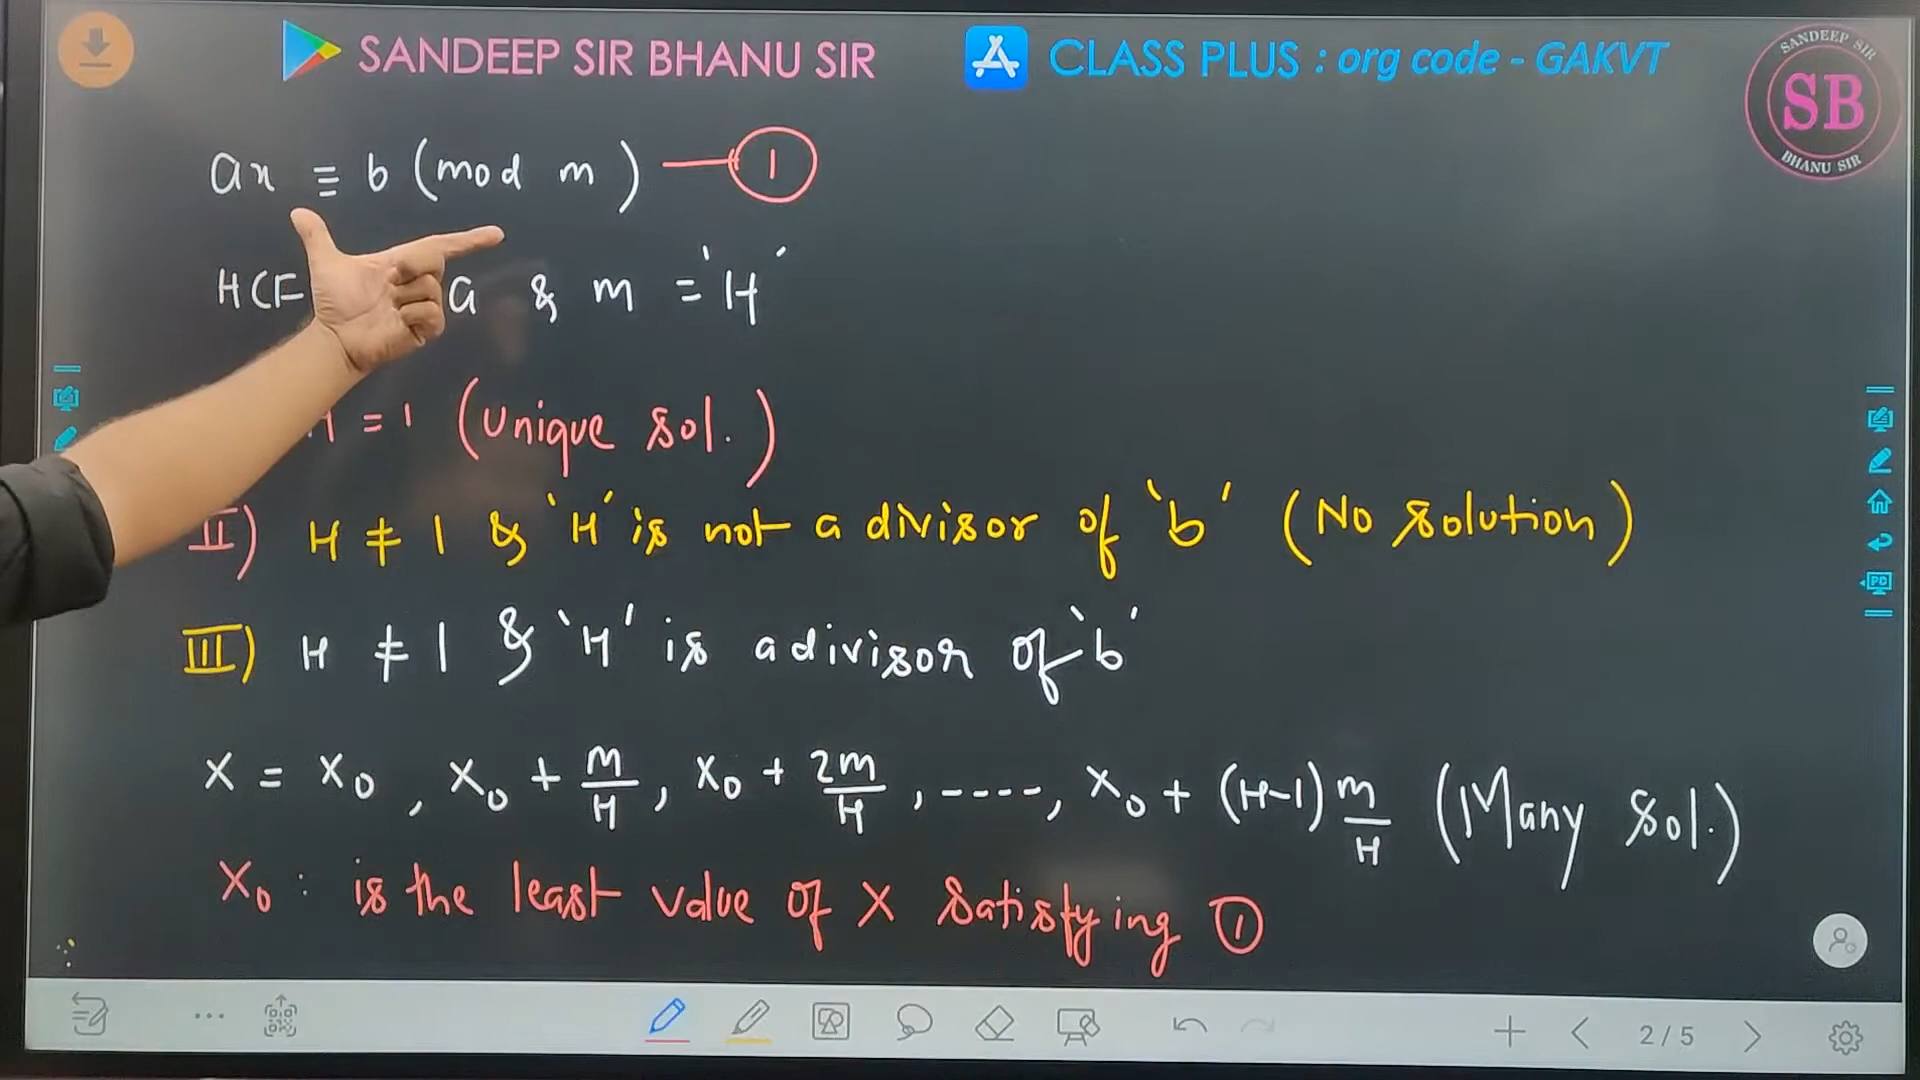 SANDEEP SIR BHANU SIR
CLASS PLUS : org code - GAKVT
SANDEEP SIR
SB
BHANU SIR
ax ≡ b (mod m) — 1
HCF a & m = 'H'
= 1 (Unique sol.)
II) H ≠ 1 & 'H' is not a divisor of 'b' (No solution)
III) H ≠ 1 & 'H' is a divisor of 'b'
x = x₀, x₀ + m/H, x₀ + 2m/H, ----, x₀ + (H-1) m/H (Many sol.)
x₀ : is the least value of x satisfying 1
PC
PC
2 / 5